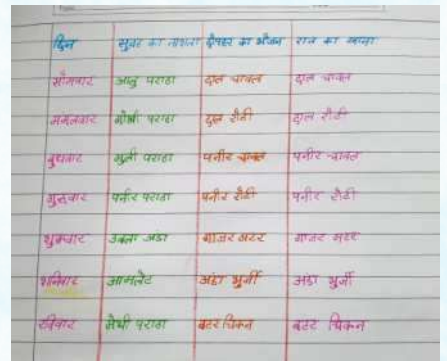 दिन सुबह का नाश्ता दोपहर का भोजन रात का खाना
सोमवार आलू पराठा दाल चावल दाल चावल
मंगलवार गोभी पराठा दाल रोटी दाल रोटी
बुधवार मुली पराठा पनीर चावल पनीर चावल
गुरूवार पनीर पराठा पनीर रोटी पनीर रोटी
शुक्रवार उबला अंडा गाजर मटर गाजर मटर
शनिवार आमलेट अंडा भुर्जी अंडा भुर्जी
रविवार मेथी पराठा बटर चिकन बटर चिकन